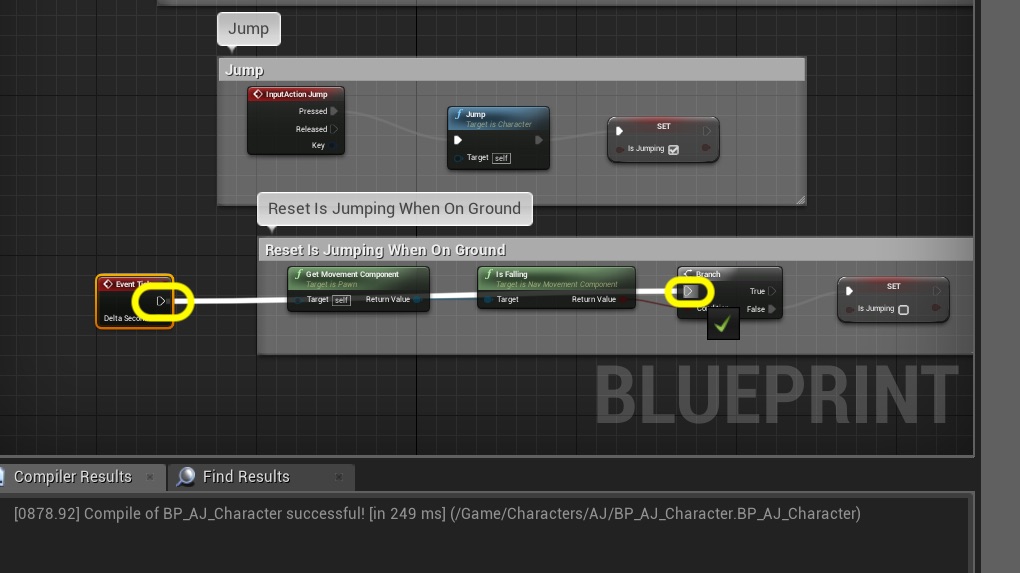 Jump
Jump
InputAction Jump
Pressed
Released
Key
Jump
Target is Character
Target self
SET
Is Jumping
Reset Is Jumping When On Ground
Reset Is Jumping When On Ground
Event
Delta
Get Movement Component
Target is Pawn
Target self Return Value
Is Falling
Target is Nav Movement Component
Target Return Value
Branch
True
False
SET
Is Jumping
BLUEPRINT
Compiler Results
Find Results
[0878.92] Compile of BP_AJ_Character successful! [in 249 ms] (/Game/Characters/AJ/BP_AJ_Character.BP_AJ_Character)